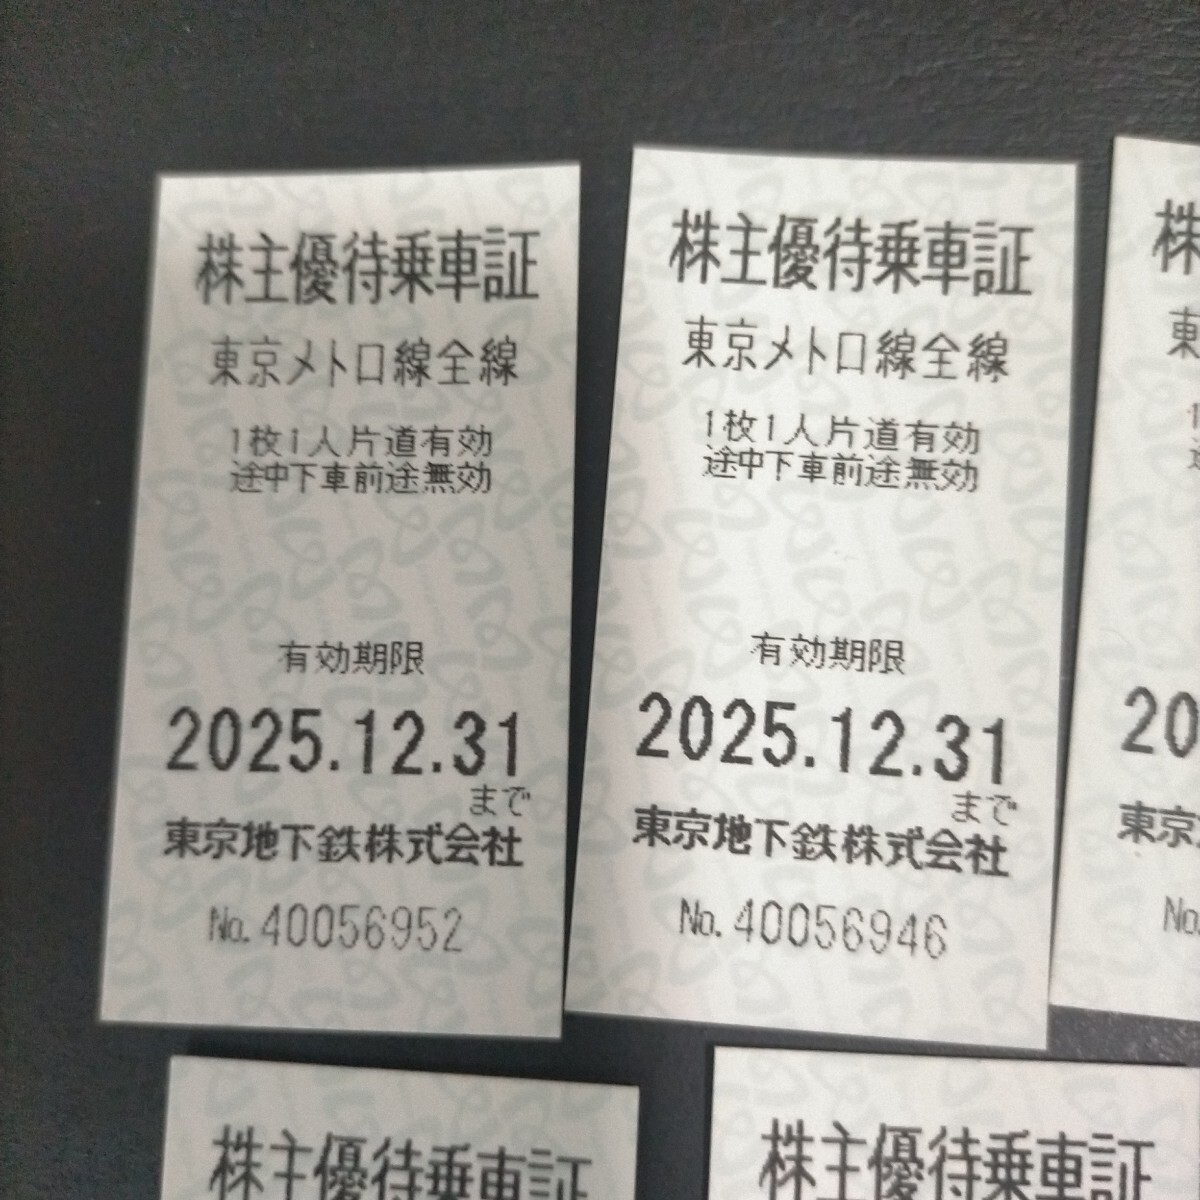 株主優待乗車証
東京メトロ線全線
1枚1人片道有効
途中下車前途無効
有効期限
2025.12.31
まで
東京地下鉄株式会社
No.40056952
株主優待乗車証
東京メトロ線全線
1枚1人片道有効
途中下車前途無効
有効期限
2025.12.31
まで
東京地下鉄株式会社
No.40056946
株
東
20
東京
No.
株主優待乗車証
株主優待乗車証